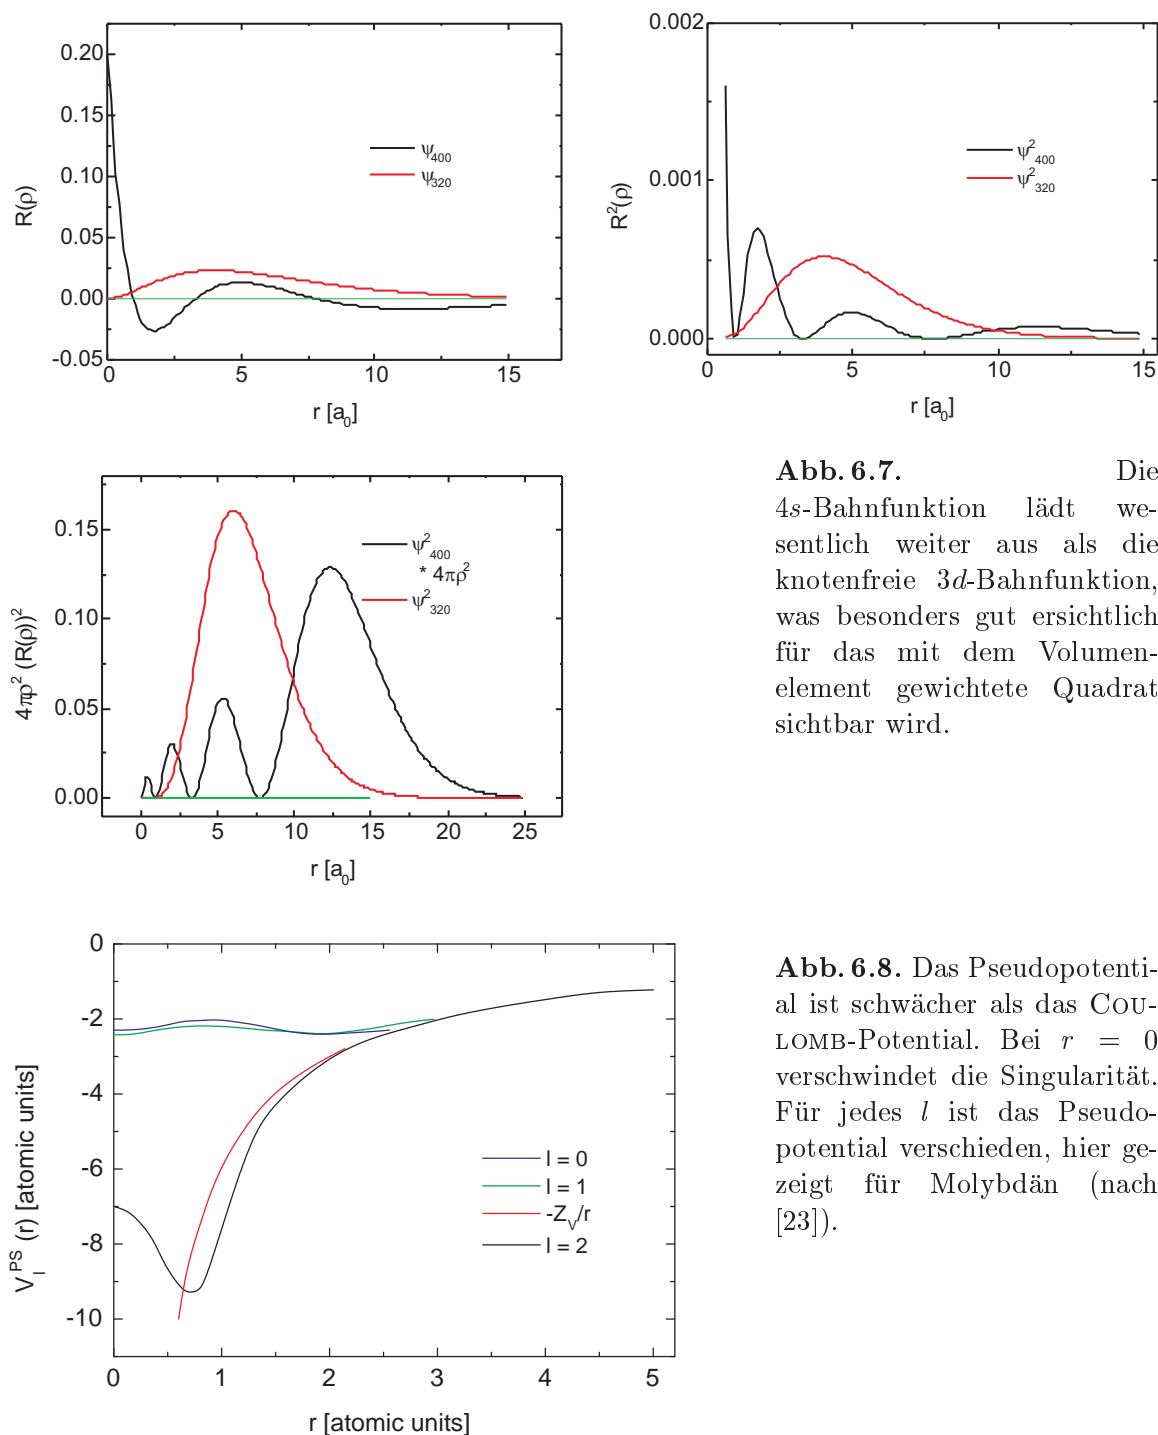 0.20
0.15
0.10
0.05
0.00
-0.05
R(ρ)
ψ400
ψ320
0 5 10 15
r [a0]
0.002
0.001
0.000
R2(ρ)
ψ2400
ψ2320
0 5 10 15
r [a0]
0.15
0.10
0.05
0.00
4πρ2 (R(ρ))2
ψ2400
* 4πρ2
ψ2320
0 5 10 15 20 25
r [a0]
Abb. 6.7. Die
4s-Bahnfunktion lädt we-
sentlich weiter aus als die
knotenfreie 3d-Bahnfunktion,
was besonders gut ersichtlich
für das mit dem Volumen-
element gewichtete Quadrat
sichtbar wird.
0
-2
-4
-6
-8
-10
VlPS (r) [atomic units]
l = 0
l = 1
-ZV/r
l = 2
0 1 2 3 4 5
r [atomic units]
Abb. 6.8. Das Pseudopotenti-
al ist schwächer als das COU-
LOMB-Potential. Bei r = 0
verschwindet die Singularität.
Für jedes l ist das Pseudo-
potential verschieden, hier ge-
zeigt für Molybdän (nach
[23]).